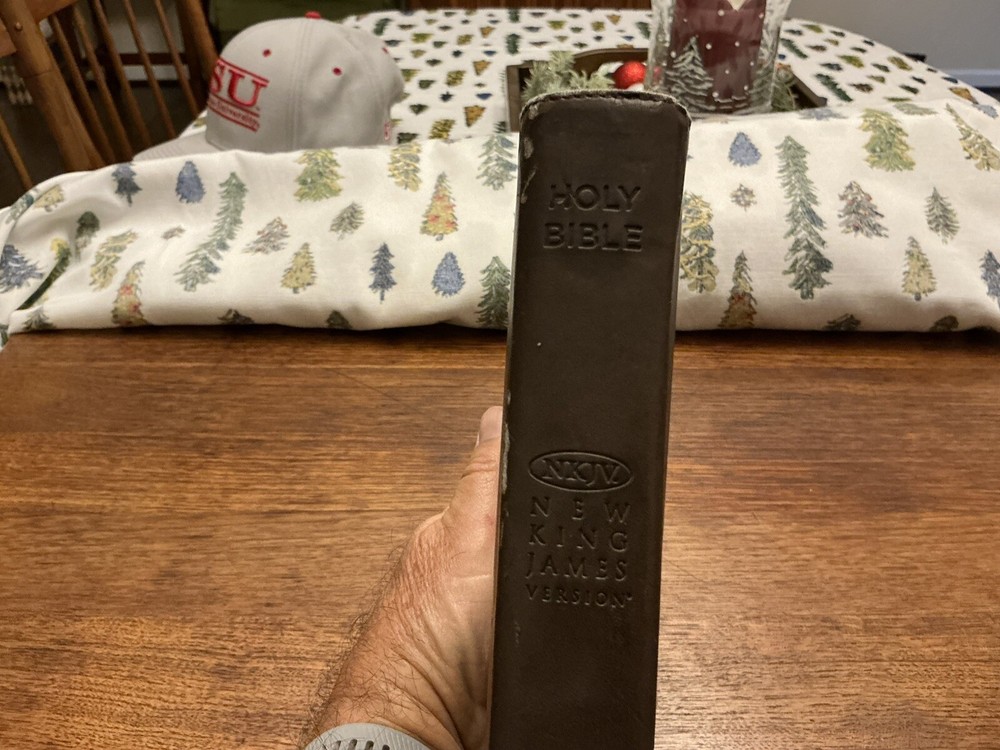 SU
HOLY
BIBLE
NKJV
NEW
KING
JAMES
VERSION